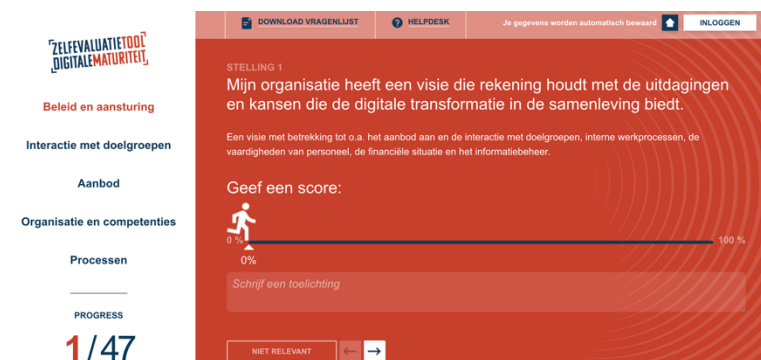 DOWNLOAD VRAGENLIJST
HELPDESK
Je gegevens worden automatisch bewaard
INLOGGEN
ZELFEVALUATIETOOL
DIGITALEMATURITEIT
Beleid en aansturing
Interactie met doelgroepen
Aanbod
Organisatie en competenties
Processen
PROGRESS
1/47
STELLING 1
Mijn organisatie heeft een visie die rekening houdt met de uitdagingen
en kansen die de digitale transformatie in de samenleving biedt.
Een visie met betrekking tot o.a. het aanbod aan en de interactie met doelgroepen, interne werkprocessen, de
vaardigheden van personeel, de financiële situatie en het informatiebeheer.
Geef een score:
0 %
100 %
0%
Schrijf een toelichting
NIET RELEVANT